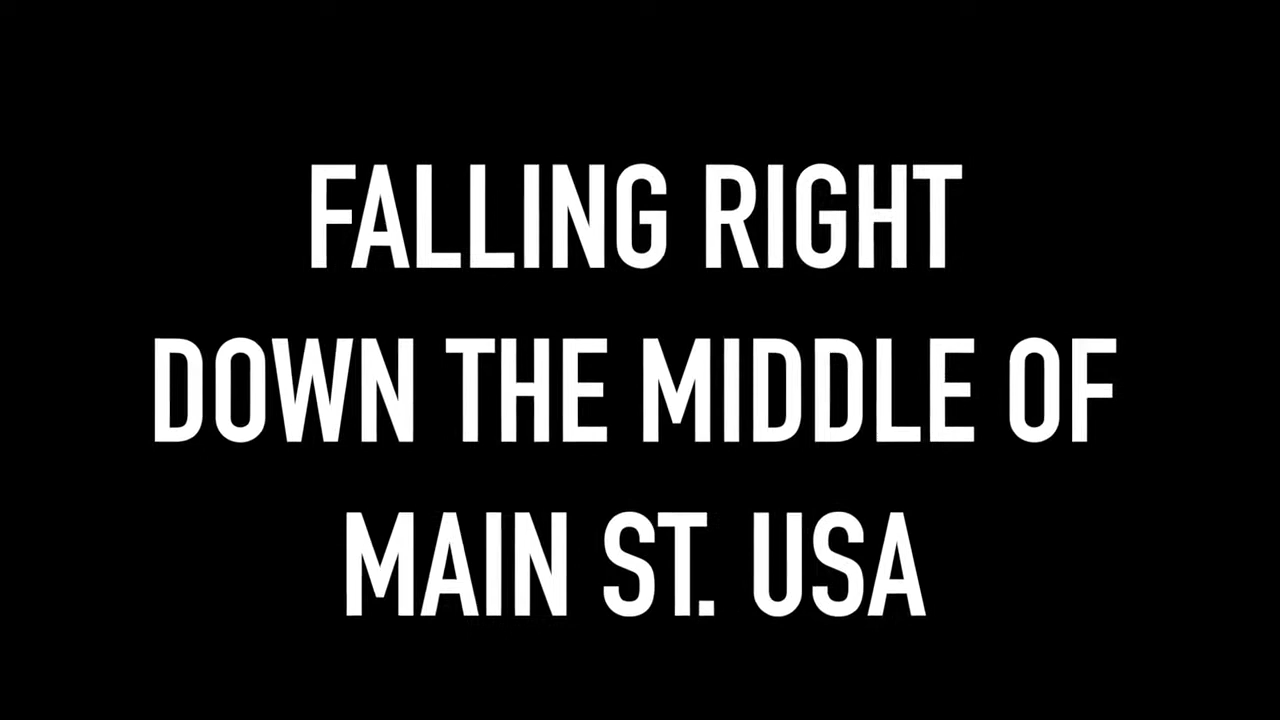 FALLING RIGHT
DOWN THE MIDDLE OF
MAIN ST. USA